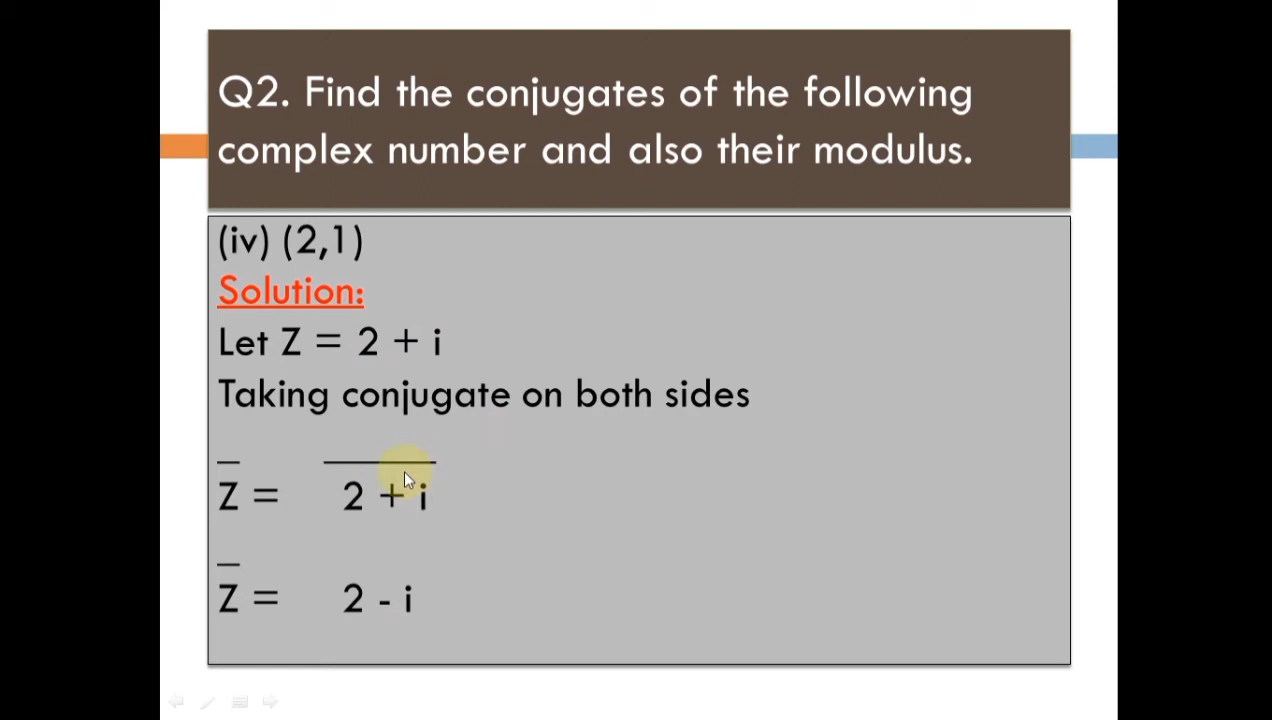 Q2. Find the conjugates of the following
complex number and also their modulus.
(iv) (2,1)
Solution:
Let Z = 2 + i
Taking conjugate on both sides
Z̅ = 2 + i̅
Z̅ = 2 - i